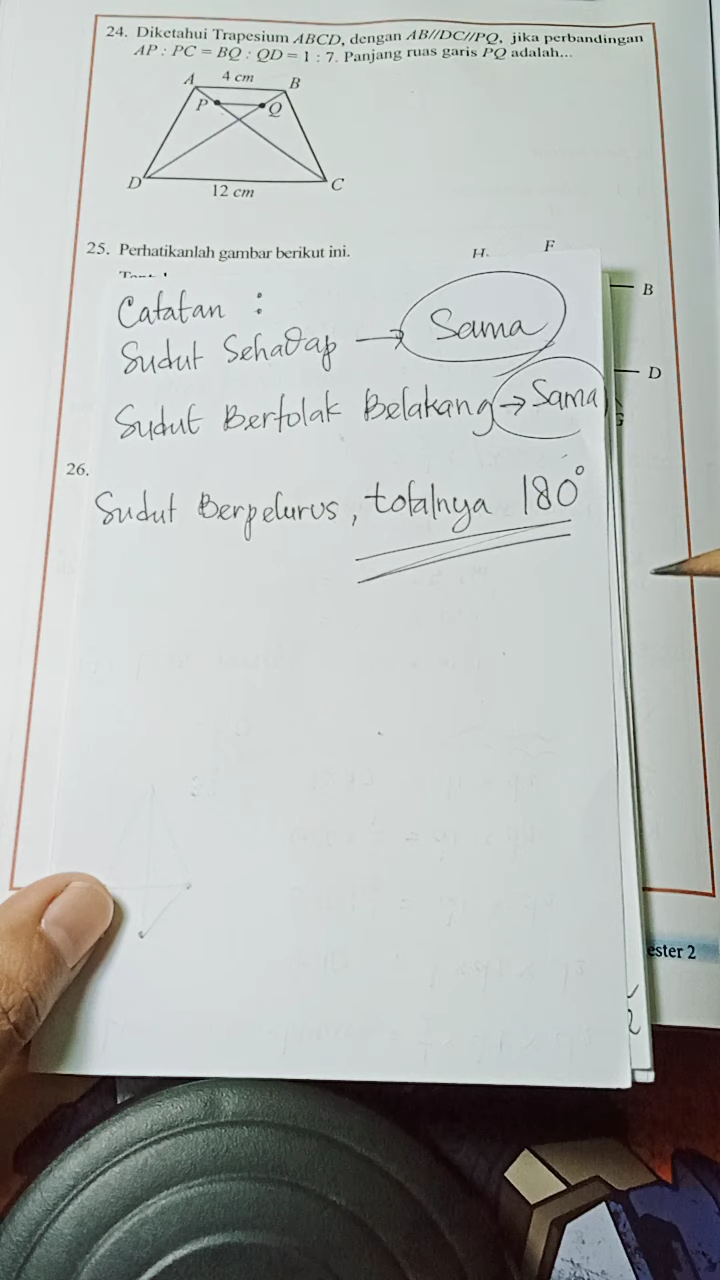 24. Diketahui Trapesium ABCD, dengan AB//DC//PQ, jika perbandingan
AP : PC = BQ : QD = 1 : 7. Panjang ruas garis PQ adalah...
A 4 cm B
P Q
D 12 cm C
25. Perhatikanlah gambar berikut ini.
H F
B
Catatan :
Sudut Sehadap → Sama
D
Sudut Bertolak Belakang → Sama
G
26.
Sudut Berpelurus, totalnya 180°
ester 2